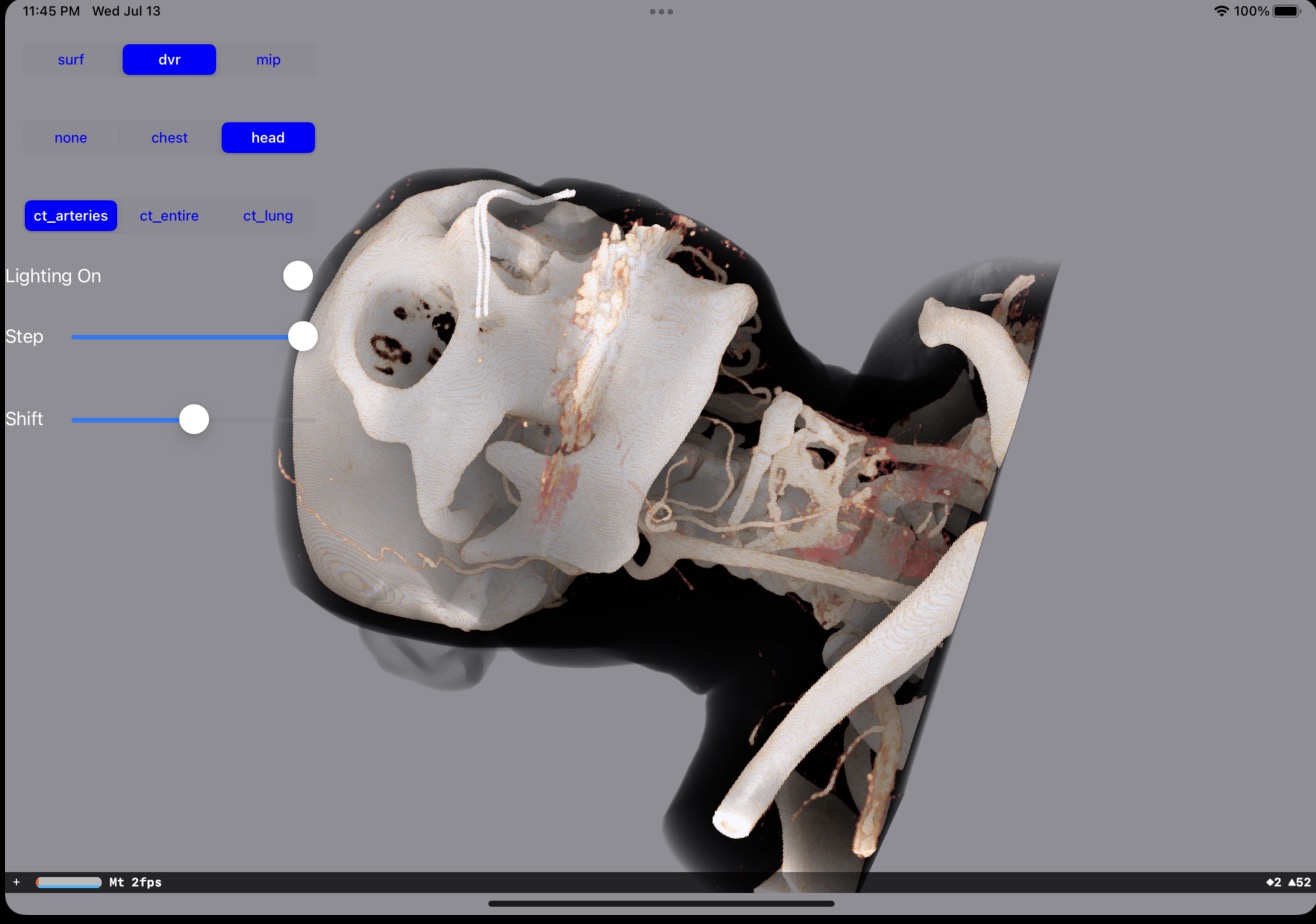 11:45 PM Wed Jul 13
100%
surf dvr mip
none chest head
ct_arteries ct_entire ct_lung
Lighting On
Step
Shift
+ Mt 2fps ◆2 ▲52